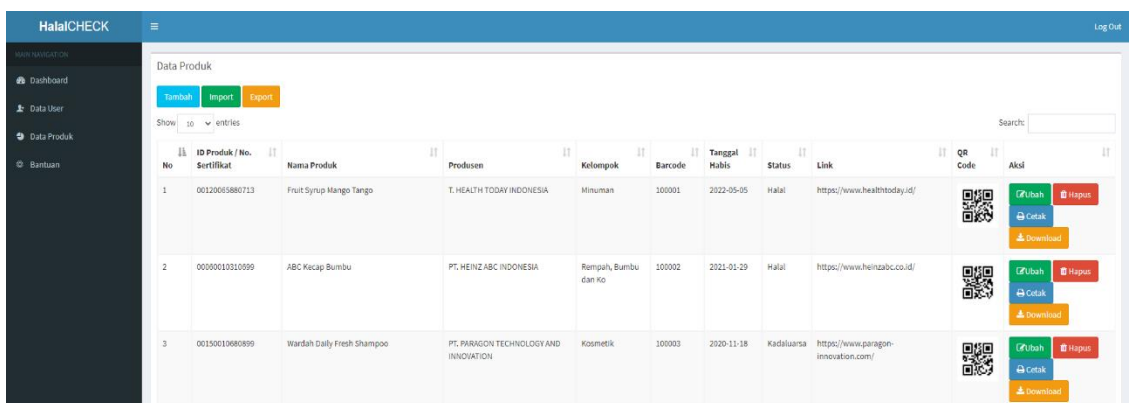 HalalCHECK
Log Out
MAIN NAVIGATION
Dashboard
Data User
Data Produk
Bantuan
Data Produk
Tambah Import Export
Show 10 entries
Search:
No ID Produk / No. Sertifikat Nama Produk Produsen Kelompok Barcode Tanggal Habis Status Link QR Code Aksi
1 00120065880713 Fruit Syrup Mango Tango T. HEALTH TODAY INDONESIA Minuman 100001 2022-05-05 Halal https://www.healthtoday.id/ Ubah Hapus
Cetak
Download
2 00060010310699 ABC Kecap Bumbu PT. HEINZ ABC INDONESIA Rempah, Bumbu dan Ko 100002 2021-01-29 Halal https://www.heinzabc.co.id/ Ubah Hapus
Cetak
Download
3 00150010680899 Wardah Daily Fresh Shampoo PT. PARAGON TECHNOLOGY AND INNOVATION Kosmetik 100003 2020-11-18 Kadaluarsa https://www.paragon-innovation.com/ Ubah Hapus
Cetak
Download